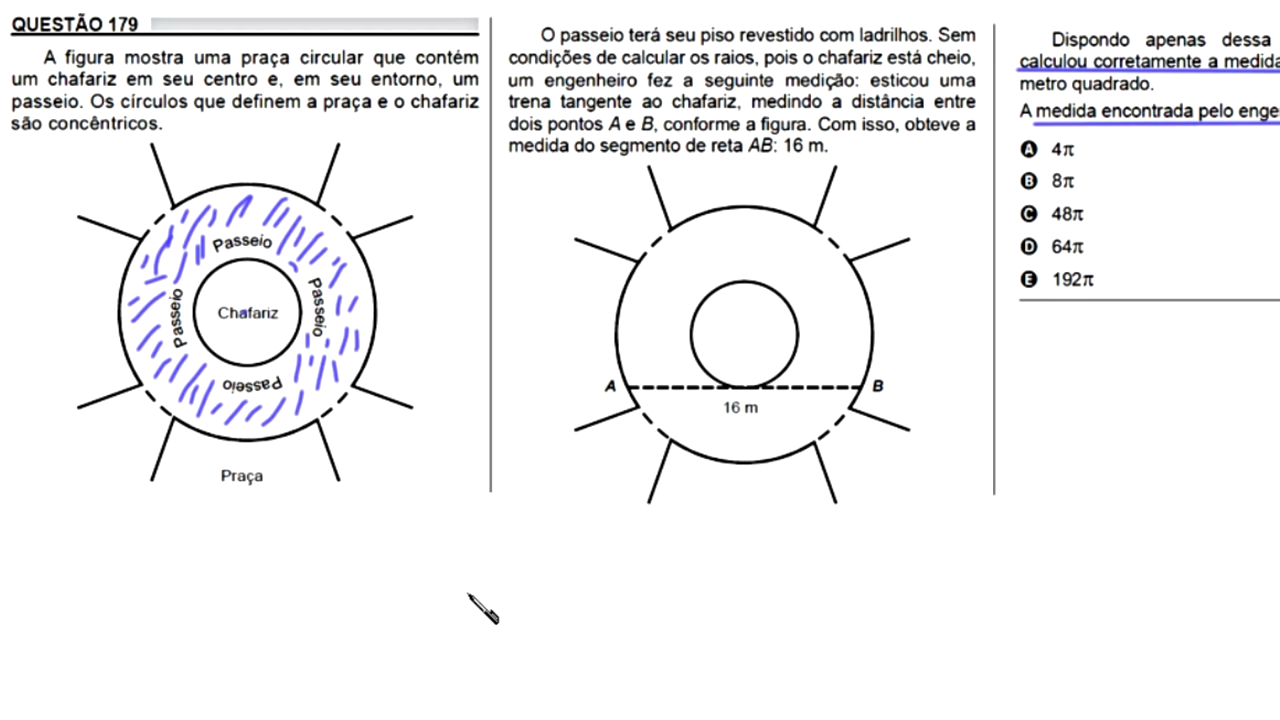 QUESTÃO 179
A figura mostra uma praça circular que contém
um chafariz em seu centro e, em seu entorno, um
passeio. Os círculos que definem a praça e o chafariz
são concêntricos.
Passeio
Passeio
Chafariz
Passeio
Passeio
Praça
O passeio terá seu piso revestido com ladrilhos. Sem
condições de calcular os raios, pois o chafariz está cheio,
um engenheiro fez a seguinte medição: esticou uma
trena tangente ao chafariz, medindo a distância entre
dois pontos A e B, conforme a figura. Com isso, obteve a
medida do segmento de reta AB: 16 m.
A B
16 m
Dispondo apenas dessa
calculou corretamente a medida
metro quadrado.
A medida encontrada pelo enge
A 4π
B 8π
C 48π
D 64π
E 192π